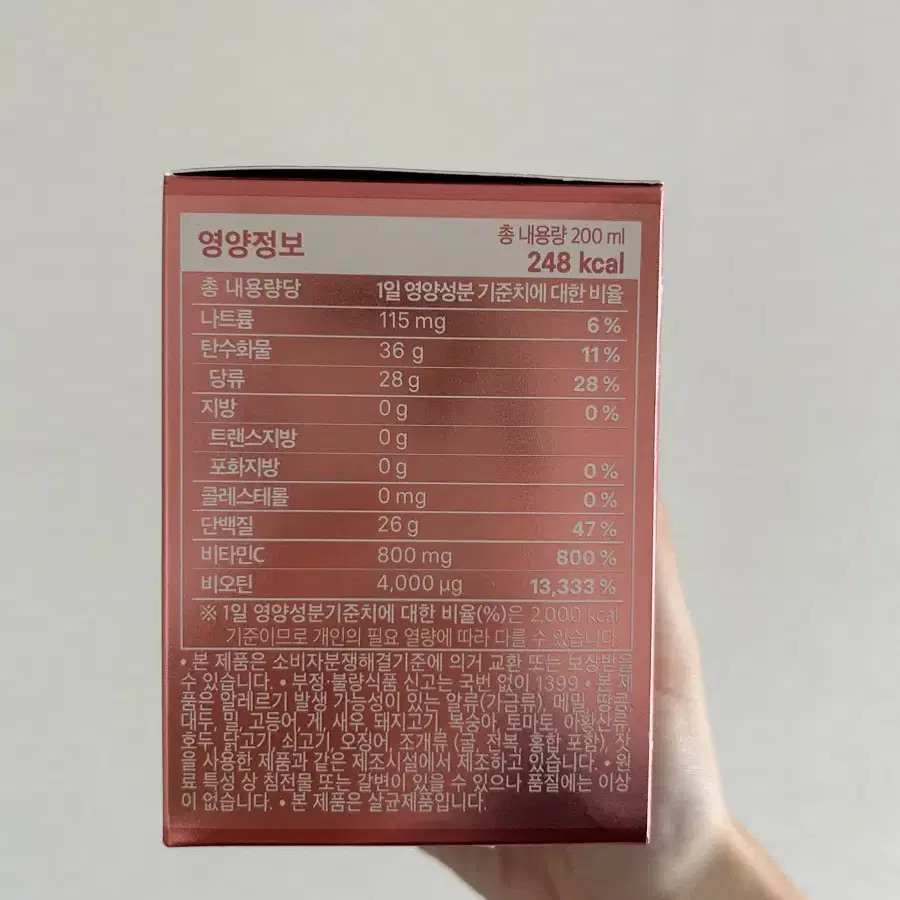 영양정보
총 내용량 200 ml
248 kcal
총 내용량당 1일 영양성분 기준치에 대한 비율
나트륨 115 mg 6 %
탄수화물 36 g 11 %
당류 28 g 28 %
지방 0 g 0 %
트랜스지방 0 g
포화지방 0 g 0 %
콜레스테롤 0 mg 0 %
단백질 26 g 47 %
비타민C 800 mg 800 %
비오틴 4,000 μg 13,333 %
※ 1일 영양성분기준치에 대한 비율(%)은 2,000 kcal
기준이므로 개인의 필요 열량에 따라 다를 수 있습니다.
• 본 제품은 소비자분쟁해결기준에 의거 교환 또는 보상받을
수 있습니다. • 부정·불량식품 신고는 국번 없이 1399 • 본 제
품은 알레르기 발생 가능성이 있는 알류(가금류), 메밀, 땅콩,
대두, 밀, 고등어, 게, 새우, 돼지고기, 복숭아, 토마토, 아황산류,
호두, 닭고기, 쇠고기, 오징어, 조개류 (굴, 전복, 홍합 포함), 잣
을 사용한 제품과 같은 제조시설에서 제조하고 있습니다. • 원
료 특성 상 침전물 또는 갈변이 있을 수 있으나 품질에는 이상
이 없습니다. • 본 제품은 살균제품입니다.